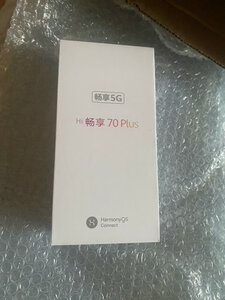 畅享5G
Hi 畅享 70 Plus
HarmonyOS
Connect